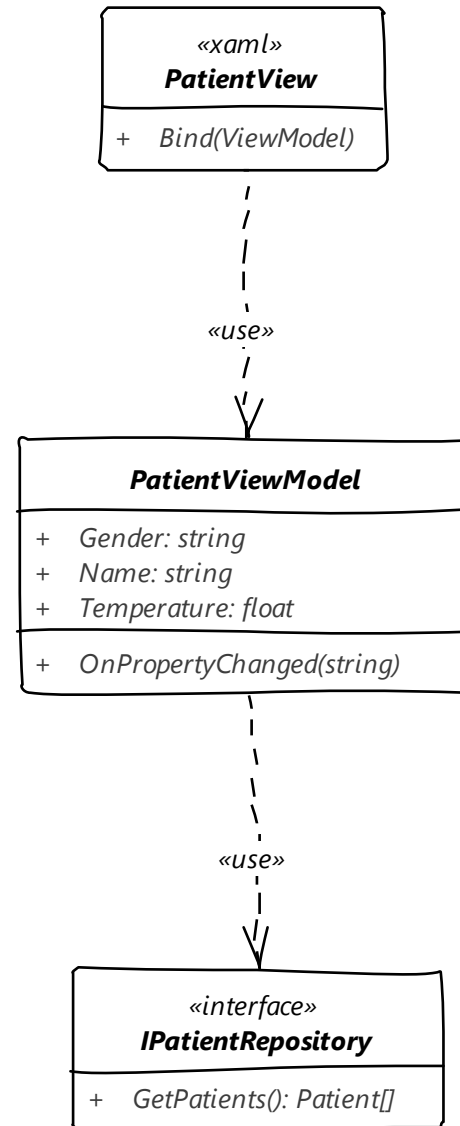 «xaml»
PatientView
+ Bind(ViewModel)
«use»
PatientViewModel
+ Gender: string
+ Name: string
+ Temperature: float
+ OnPropertyChanged(string)
«use»
«interface»
IPatientRepository
+ GetPatients(): Patient[]